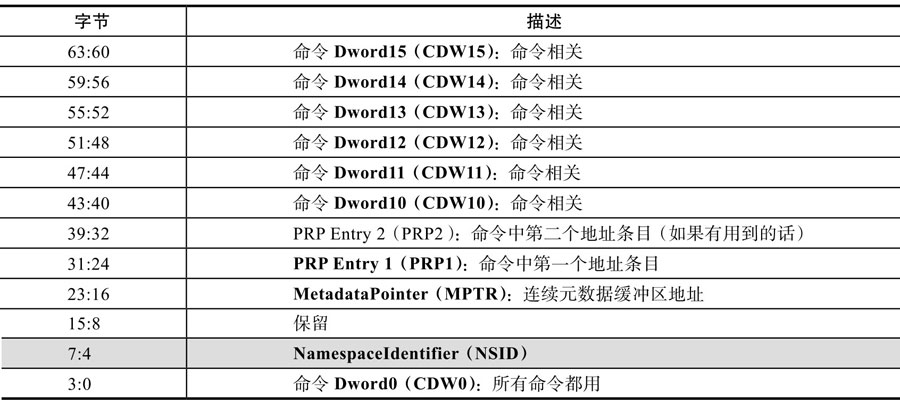 字节 描述
63:60 命令 Dword15（CDW15）：命令相关
59:56 命令 Dword14（CDW14）：命令相关
55:52 命令 Dword13（CDW13）：命令相关
51:48 命令 Dword12（CDW12）：命令相关
47:44 命令 Dword11（CDW11）：命令相关
43:40 命令 Dword10（CDW10）：命令相关
39:32 PRP Entry 2（PRP2）：命令中第二个地址条目（如果有用到的话）
31:24 PRP Entry 1（PRP1）：命令中第一个地址条目
23:16 MetadataPointer（MPTR）：连续元数据缓冲区地址
15:8 保留
7:4 NamespaceIdentifier（NSID）
3:0 命令 Dword0（CDW0）：所有命令都用